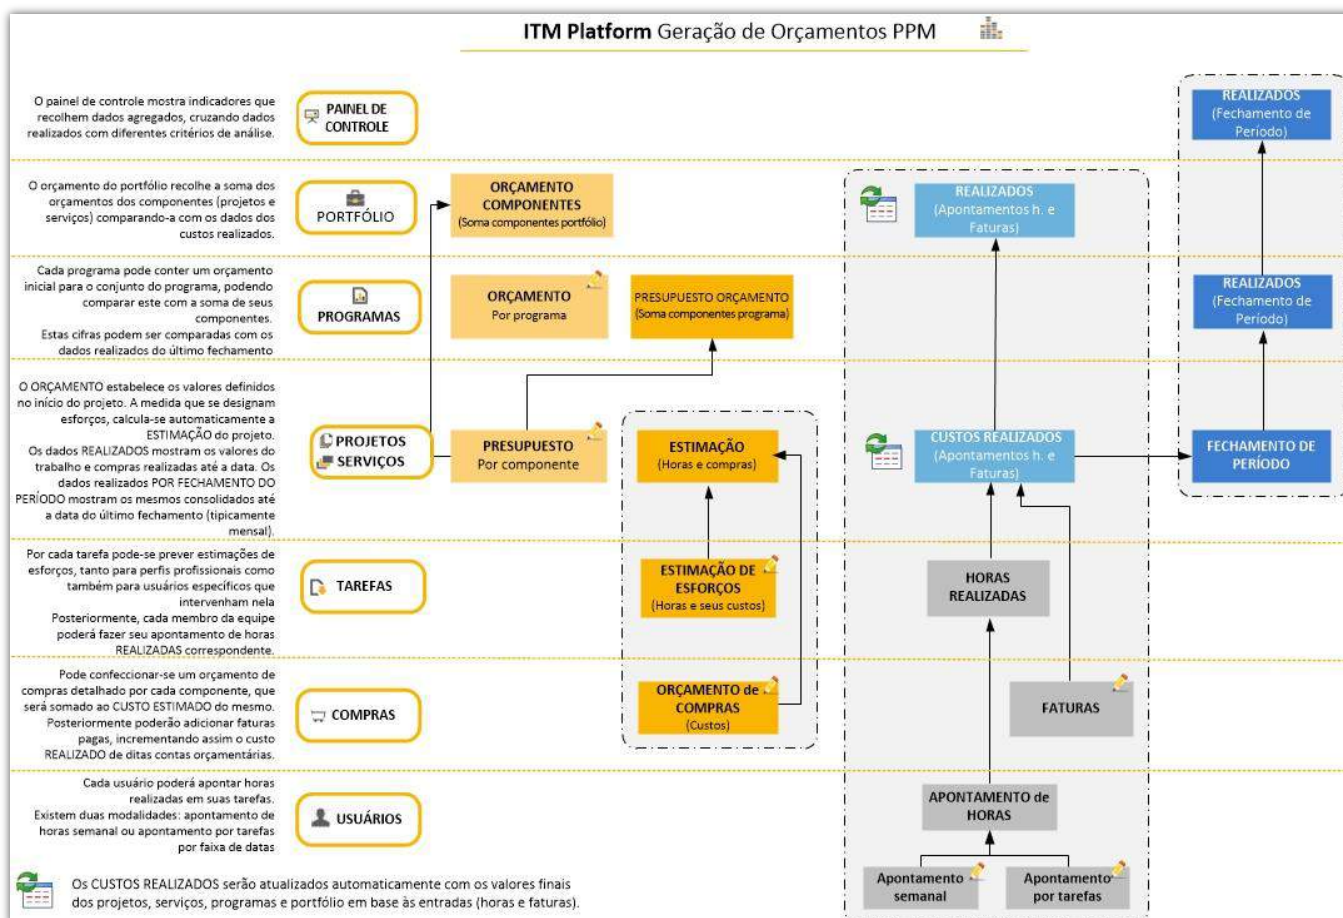 ITM Platform Geração de Orçamentos PPM
O painel de controle mostra indicadores que
recolhem dados agregados, cruzando dados
realizados com diferentes critérios de análise.
PAINEL DE
CONTROLE
REALIZADOS
(Fechamento de
Período)
O orçamento do portfólio recolhe a soma dos
orçamentos dos componentes (projetos e
serviços) comparando-a com os dados dos
custos realizados.
PORTFÓLIO
ORÇAMENTO
COMPONENTES
(Soma componentes portfólio)
REALIZADOS
(Apontamentos h. e
Faturas)
Cada programa pode conter um orçamento
inicial para o conjunto do programa, podendo
comparar este com a soma de seus
componentes.
Estas cifras podem ser comparadas com os
dados realizados do último fechamento
PROGRAMAS
ORÇAMENTO
Por programa
PRESUPUESTO ORÇAMENTO
(Soma componentes programa)
REALIZADOS
(Fechamento de
Período)
O ORÇAMENTO estabelece os valores definidos
no início do projeto. A medida que se designam
esforços, calcula-se automaticamente a
ESTIMAÇÃO do projeto.
Os dados REALIZADOS mostram os valores do
trabalho e compras realizadas até a data. Os
dados realizados POR FECHAMENTO DO
PERÍODO mostram os mesmos consolidados até
a data do último fechamento (tipicamente
mensal).
PROJETOS
SERVIÇOS
PRESUPUESTO
Por componente
ESTIMAÇÃO
(Horas e compras)
CUSTOS REALIZADOS
(Apontamentos h. e
Faturas)
FECHAMENTO DE
PERÍODO
Por cada tarefa pode-se prever estimações de
esforços, tanto para perfis profissionais como
também para usuários específicos que
intervenham nela
Posteriormente, cada membro da equipe
poderá fazer seu apontamento de horas
REALIZADAS correspondente.
TAREFAS
ESTIMAÇÃO DE
ESFORÇOS
(Horas e seus custos)
HORAS
REALIZADAS
Pode confeccionar-se um orçamento de
compras detalhado por cada componente, que
será somado ao CUSTO ESTIMADO do mesmo.
Posteriormente poderão adicionar faturas
pagas, incrementando assim o custo
REALIZADO de ditas contas orçamentárias.
COMPRAS
ORÇAMENTO de
COMPRAS
(Custos)
FATURAS
Cada usuário poderá apontar horas
realizadas em suas tarefas.
Existem duas modalidades: apontamento de
horas semanal ou apontamento por tarefas
por faixa de datas
USUÁRIOS
APONTAMENTO de
HORAS
Apontamento
semanal
Apontamento
por tarefas
Os CUSTOS REALIZADOS serão atualizados automaticamente com os valores finais
dos projetos, serviços, programas e portfólio em base às entradas (horas e faturas).